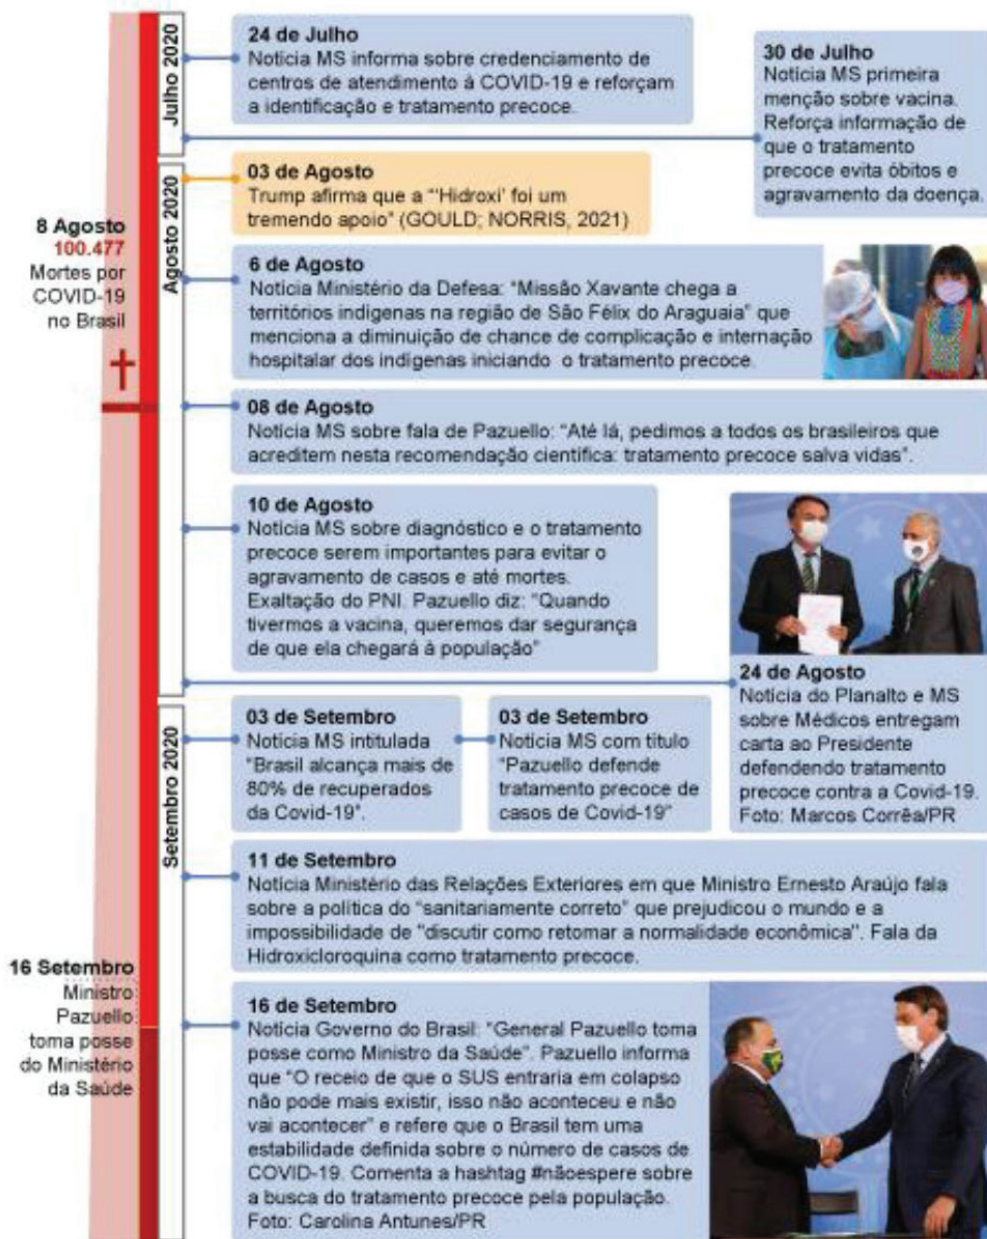 Julho 2020
24 de Julho
Notícia MS informa sobre credenciamento de
centros de atendimento à COVID-19 e reforçam
a identificação e tratamento precoce.
30 de Julho
Notícia MS primeira
menção sobre vacina.
Reforça informação de
que o tratamento
precoce evita óbitos e
agravamento da doença.
Agosto 2020
03 de Agosto
Trump afirma que a "'Hidroxi' foi um
tremendo apoio" (GOULD; NORRIS, 2021)
8 Agosto
100.477
Mortes por
COVID-19
no Brasil
6 de Agosto
Notícia Ministério da Defesa: "Missão Xavante chega a
territórios indígenas na região de São Félix do Araguaia" que
menciona a diminuição de chance de complicação e internação
hospitalar dos indígenas iniciando o tratamento precoce.
08 de Agosto
Notícia MS sobre fala de Pazuello: "Até lá, pedimos a todos os brasileiros que
acreditem nesta recomendação científica: tratamento precoce salva vidas".
10 de Agosto
Notícia MS sobre diagnóstico e o tratamento
precoce serem importantes para evitar o
agravamento de casos e até mortes.
Exaltação do PNI. Pazuello diz: "Quando
tivermos a vacina, queremos dar segurança
de que ela chegará à população"
24 de Agosto
Notícia do Planalto e MS
sobre Médicos entregam
carta ao Presidente
defendendo tratamento
precoce contra a Covid-19.
Foto: Marcos Corrêa/PR
Setembro 2020
03 de Setembro
Notícia MS intitulada
"Brasil alcança mais de
80% de recuperados
da Covid-19".
03 de Setembro
Notícia MS com título
"Pazuello defende
tratamento precoce de
casos de Covid-19"
11 de Setembro
Notícia Ministério das Relações Exteriores em que Ministro Ernesto Araújo fala
sobre a política do "sanitariamente correto" que prejudicou o mundo e a
impossibilidade de "discutir como retomar a normalidade econômica". Fala da
Hidroxicloroquina como tratamento precoce.
16 Setembro
Ministro
Pazuello
toma posse
do Ministério
da Saúde
16 de Setembro
Notícia Governo do Brasil: "General Pazuello toma
posse como Ministro da Saúde". Pazuello informa
que "O receio de que o SUS entraria em colapso
não pode mais existir, isso não aconteceu e não
vai acontecer" e refere que o Brasil tem uma
estabilidade definida sobre o número de casos de
COVID-19. Comenta a hashtag #nãoespere sobre
a busca do tratamento precoce pela população.
Foto: Carolina Antunes/PR